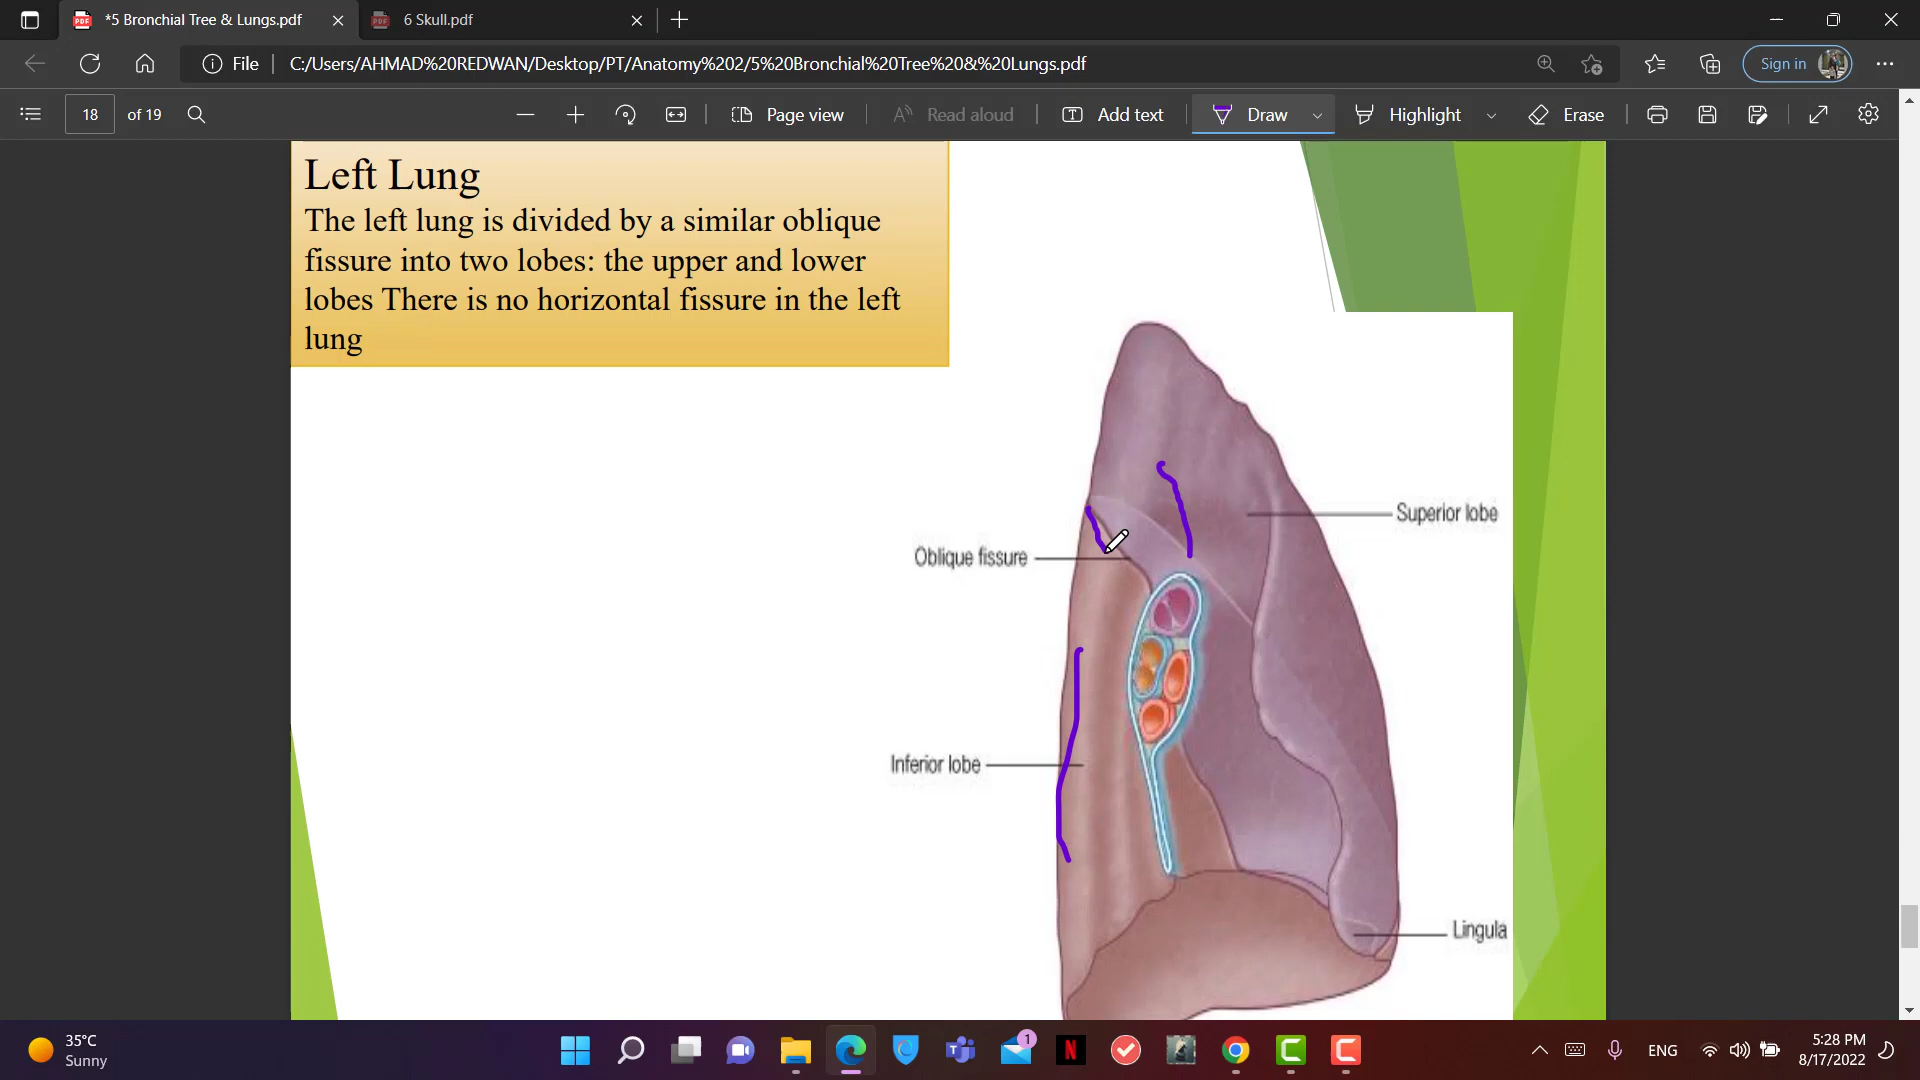 *5 Bronchial Tree & Lungs.pdf
6 Skull.pdf
File
C:/Users/AHMAD%20REDWAN/Desktop/PT/Anatomy%202/5%20Bronchial%20Tree%20&%20Lungs.pdf
Sign in
18 of 19
Page view
Read aloud
Add text
Draw
Highlight
Erase
Left Lung
The left lung is divided by a similar oblique
fissure into two lobes: the upper and lower
lobes There is no horizontal fissure in the left
lung
Superior lobe
Oblique fissure
Inferior lobe
Lingula
35°C
Sunny
1
N
ENG
5:28 PM
8/17/2022